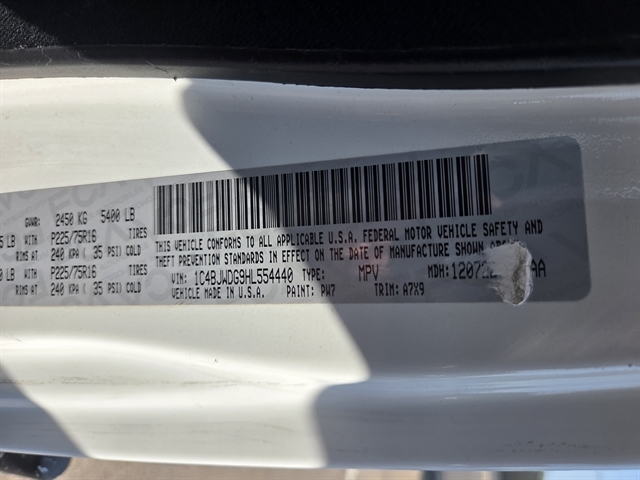 GVWR: 2450 KG 5400 LB
LB WITH P225/75R16 TIRES
RIMS AT 240 KPA ( 35 PSI) COLD
LB WITH P225/75R16 TIRES
RIMS AT 240 KPA ( 35 PSI) COLD
THIS VEHICLE CONFORMS TO ALL APPLICABLE U.S.A. FEDERAL MOTOR VEHICLE SAFETY AND
THEFT PREVENTION STANDARDS IN EFFECT ON THE DATE OF MANUFACTURE SHOWN
VIN: 1C4BJWDG9HL554440 TYPE: MPV MDH:
VEHICLE MADE IN U.S.A. PAINT: PW7 TRIM: A7X9